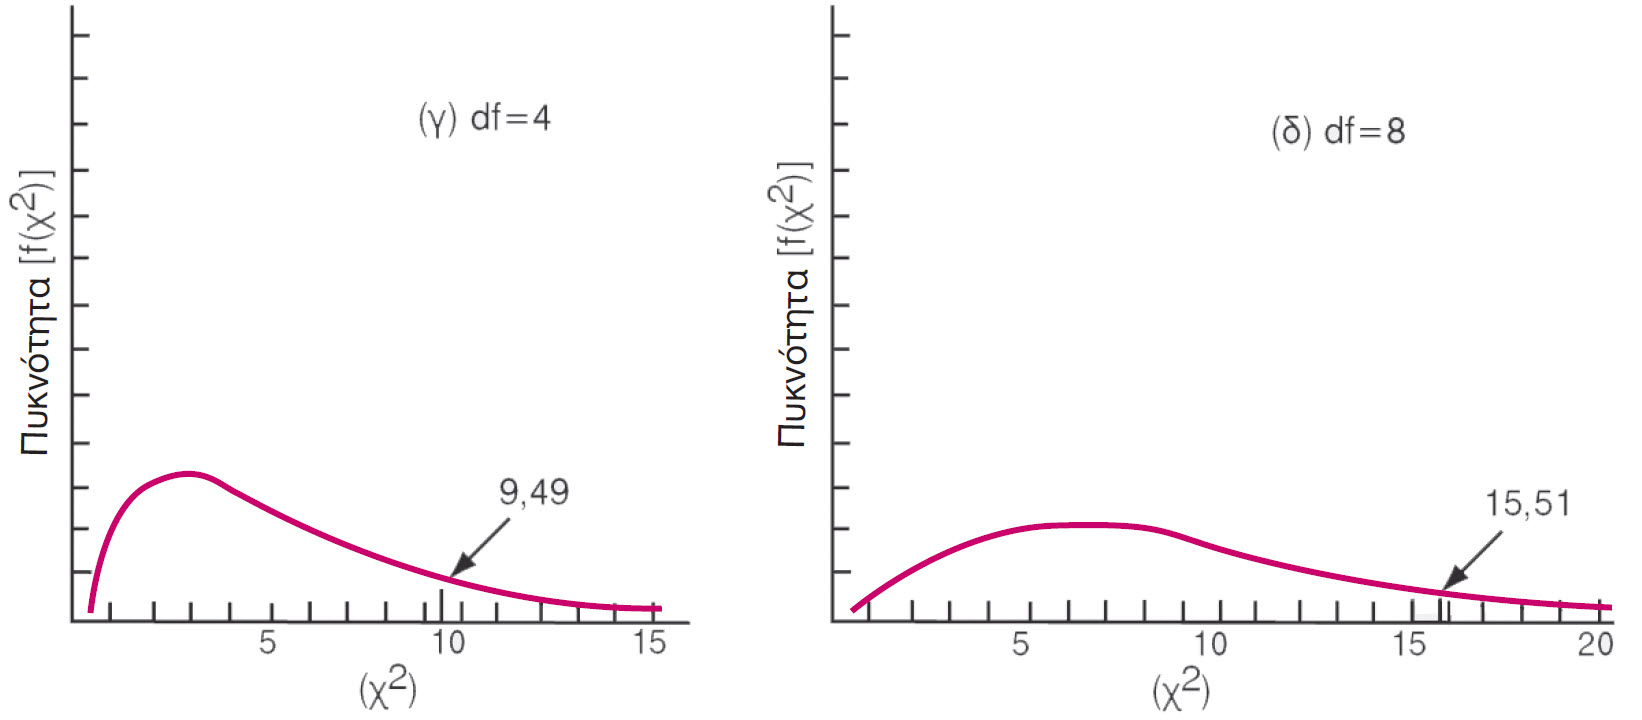 Πυκνότητα [f(χ2)]
(γ) df=4
9,49
5 10 15
(χ2)
Πυκνότητα [f(χ2)]
(δ) df=8
15,51
5 10 15 20
(χ2)